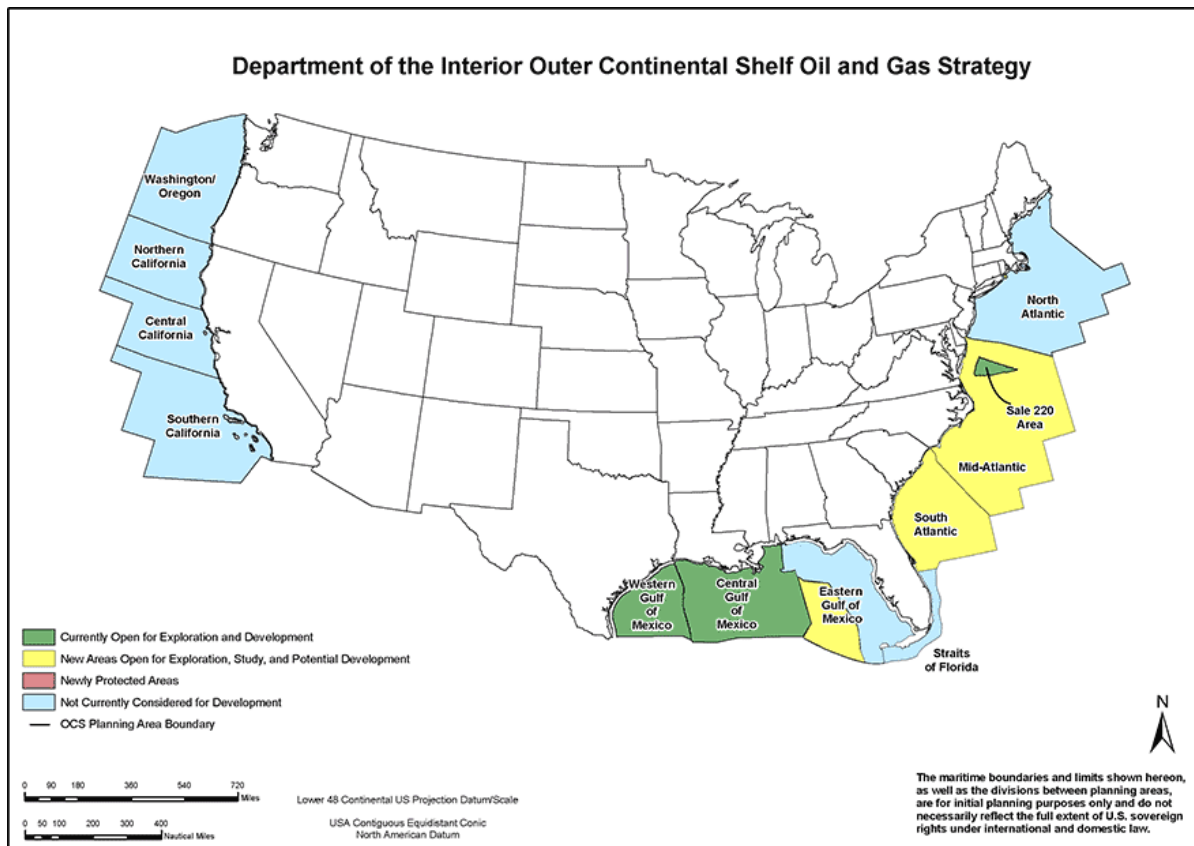 Department of the Interior Outer Continental Shelf Oil and Gas Strategy
Washington/
Oregon
Northern
California
Central
California
Southern
California
North
Atlantic
Sale 220
Area
Mid-Atlantic
South
Atlantic
Western
Gulf
of
Mexico
Central
Gulf
of
Mexico
Eastern
Gulf of
Mexico
Straits
of Florida
Currently Open for Exploration and Development
New Areas Open for Exploration, Study, and Potential Development
Newly Protected Areas
Not Currently Considered for Development
OCS Planning Area Boundary
N
0 90 180 360 540 720
Miles
0 50 100 200 300 400
Nautical Miles
Lower 48 Continental US Projection Datum/Scale
USA Contiguous Equidistant Conic
North American Datum
The maritime boundaries and limits shown hereon,
as well as the divisions between planning areas,
are for initial planning purposes only and do not
necessarily reflect the full extent of U.S. sovereign
rights under international and domestic law.